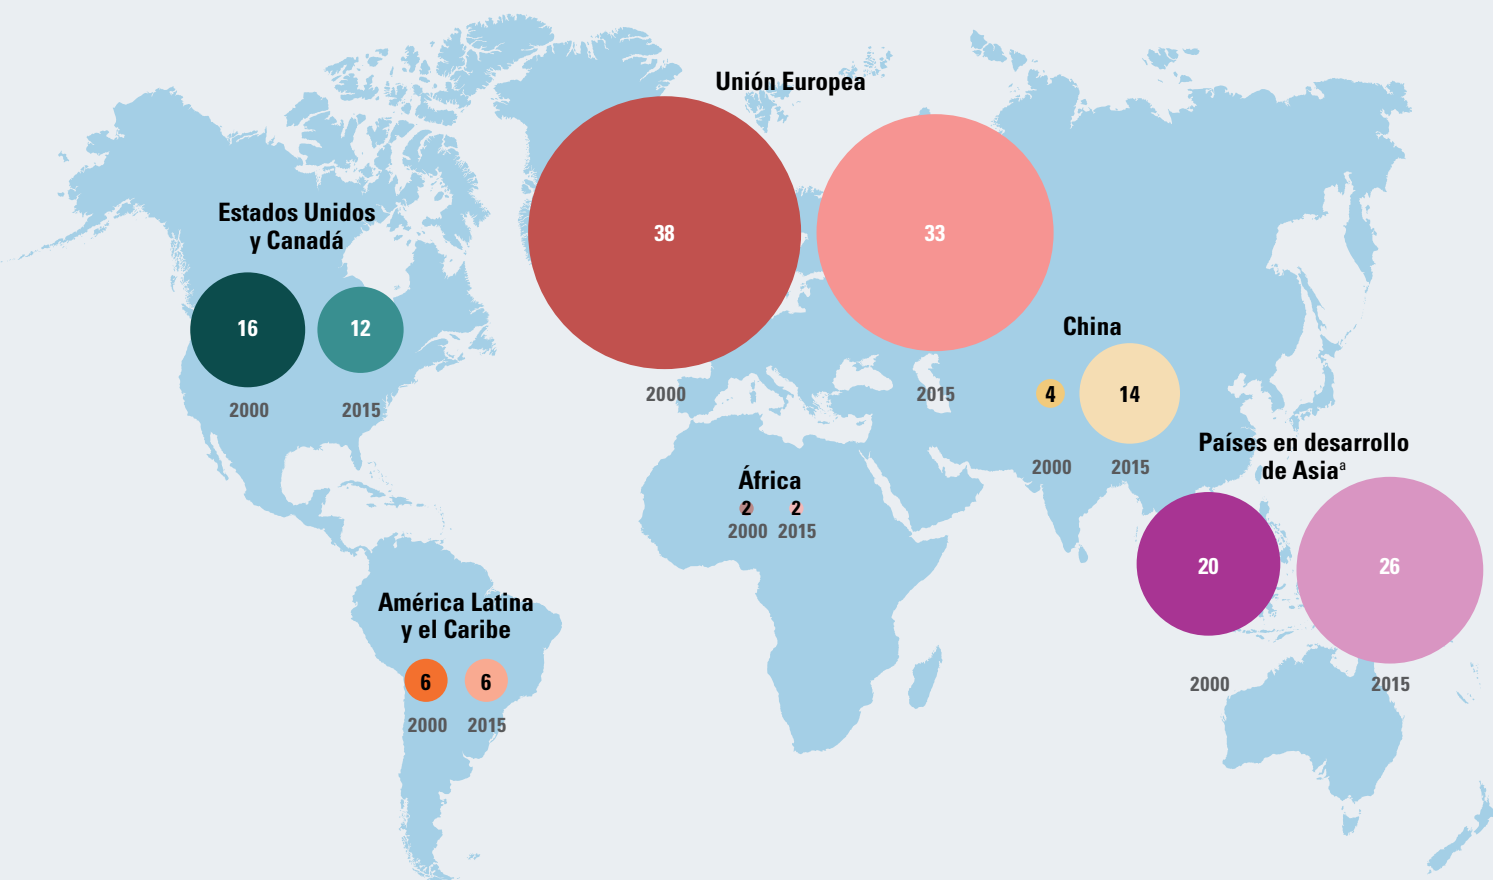 Unión Europea
38
33
2000
2015
Estados Unidos
y Canadá
16
12
2000
2015
China
4
14
2000
2015
Países en desarrollo
de Asiaª
20
26
2000
2015
África
2
2
2000
2015
América Latina
y el Caribe
6
6
2000
2015